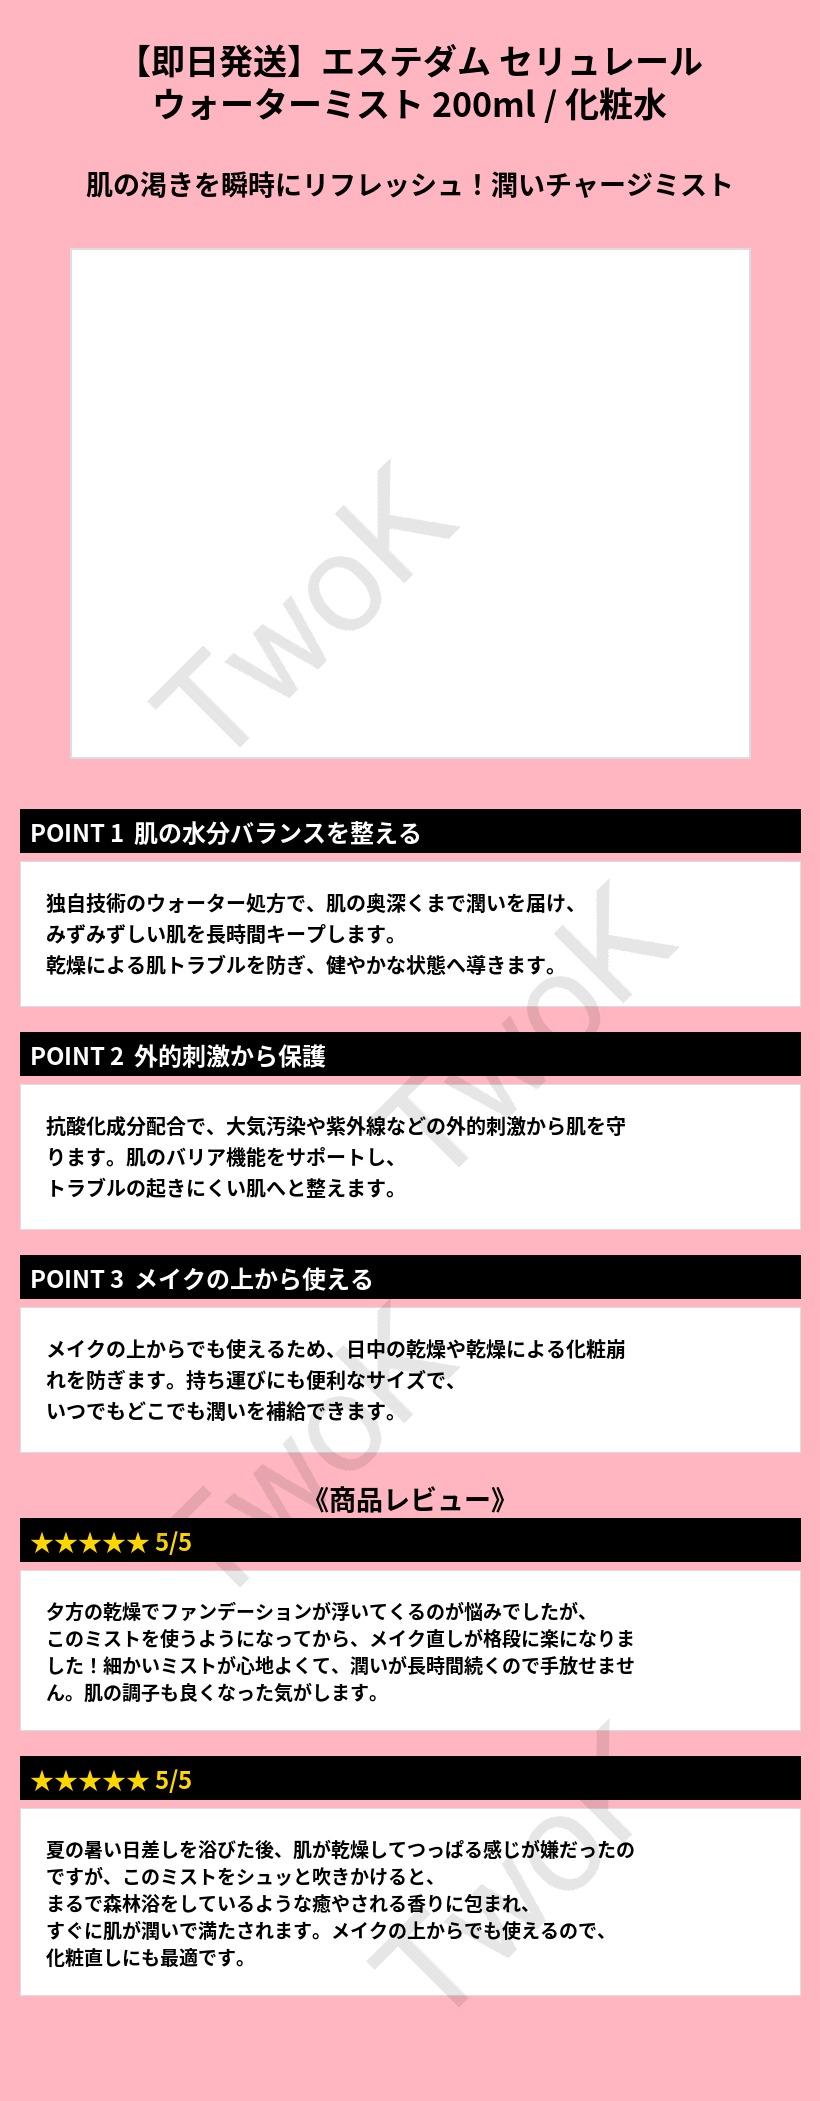 【即日発送】エステダム セリュレール
ウォーターミスト 200ml / 化粧水
肌の渇きを瞬時にリフレッシュ！潤いチャージミスト
TwoK
POINT 1 肌の水分バランスを整える
独自技術のウォーター処方で、肌の奥深くまで潤いを届け、
みずみずしい肌を長時間キープします。
乾燥による肌トラブルを防ぎ、健やかな状態へ導きます。
TwoK
POINT 2 外的刺激から保護
抗酸化成分配合で、大気汚染や紫外線などの外的刺激から肌を守
ります。肌のバリア機能をサポートし、
トラブルの起きにくい肌へと整えます。
POINT 3 メイクの上から使える
メイクの上からでも使えるため、日中の乾燥や乾燥による化粧崩
れを防ぎます。持ち運びにも便利なサイズで、
いつでもどこでも潤いを補給できます。
TwoK
《商品レビュー》
★★★★★ 5/5
夕方の乾燥でファンデーションが浮いてくるのが悩みでしたが、
このミストを使うようになってから、メイク直しが格段に楽になりま
した！細かいミストが心地よくて、潤いが長時間続くので手放せませ
ん。肌の調子も良くなった気がします。
★★★★★ 5/5
夏の暑い日差しを浴びた後、肌が乾燥してつっぱる感じが嫌だったの
ですが、このミストをシュッと吹きかけると、
まるで森林浴をしているような癒やされる香りに包まれ、
すぐに肌が潤いで満たされます。メイクの上からでも使えるので、
化粧直しにも最適です。
TwoK